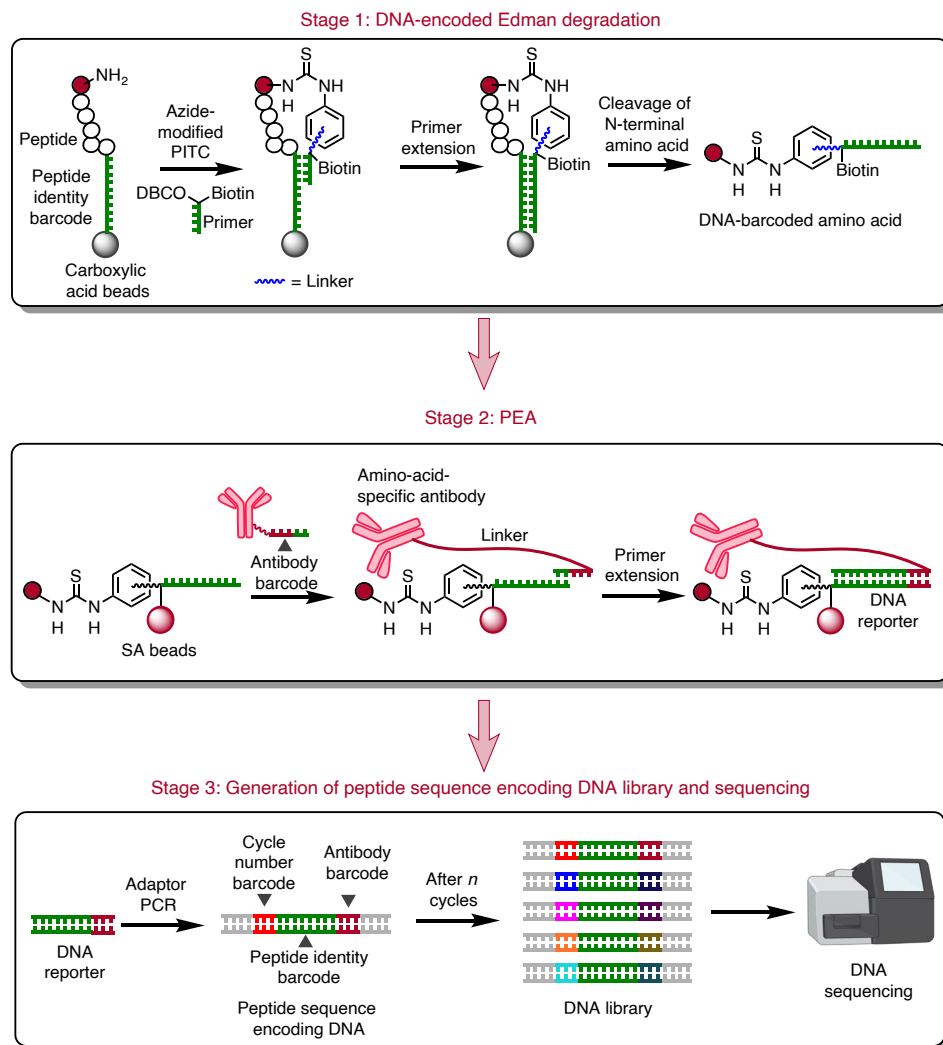 Stage 1: DNA-encoded Edman degradation
NH2
Peptide
Peptide
identity
barcode
Carboxylic
acid beads
Azide-
modified
PITC
DBCO
Biotin
Primer
S
N
H
NH
Biotin
= Linker
Primer
extension
S
N
H
NH
Biotin
Cleavage of
N-terminal
amino acid
S
N
H
N
H
Biotin
DNA-barcoded amino acid
Stage 2: PEA
S
N
H
N
H
SA beads
Antibody
barcode
Amino-acid-
specific antibody
Linker
S
N
H
N
H
Primer
extension
S
N
H
N
H
DNA
reporter
Stage 3: Generation of peptide sequence encoding DNA library and sequencing
DNA
reporter
Adaptor
PCR
Cycle
number
barcode
Antibody
barcode
Peptide identity
barcode
Peptide sequence
encoding DNA
After n
cycles
DNA library
DNA
sequencing